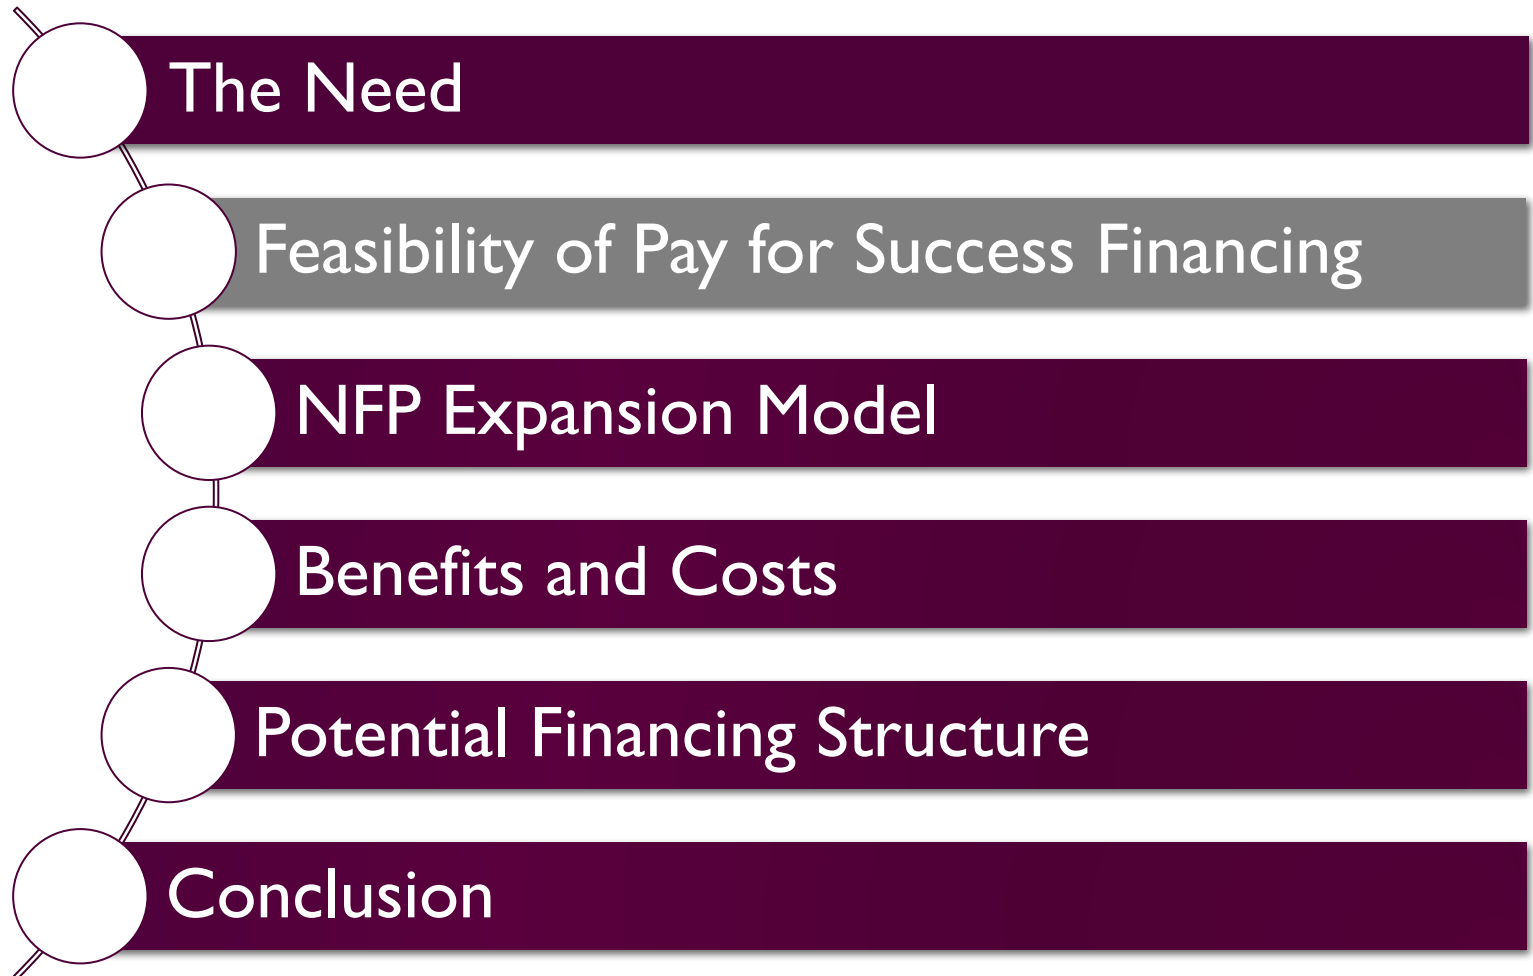 The Need
Feasibility of Pay for Success Financing
NFP Expansion Model
Benefits and Costs
Potential Financing Structure
Conclusion